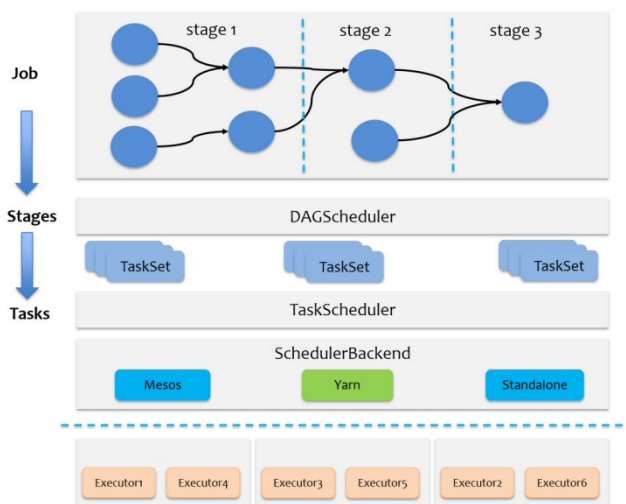 stage 1
stage 2
stage 3
Job
Stages
DAGScheduler
TaskSet
TaskSet
TaskSet
Tasks
TaskScheduler
SchedulerBackend
Mesos
Yarn
Standalone
Executor1
Executor4
Executor3
Executor5
Executor2
Executor6